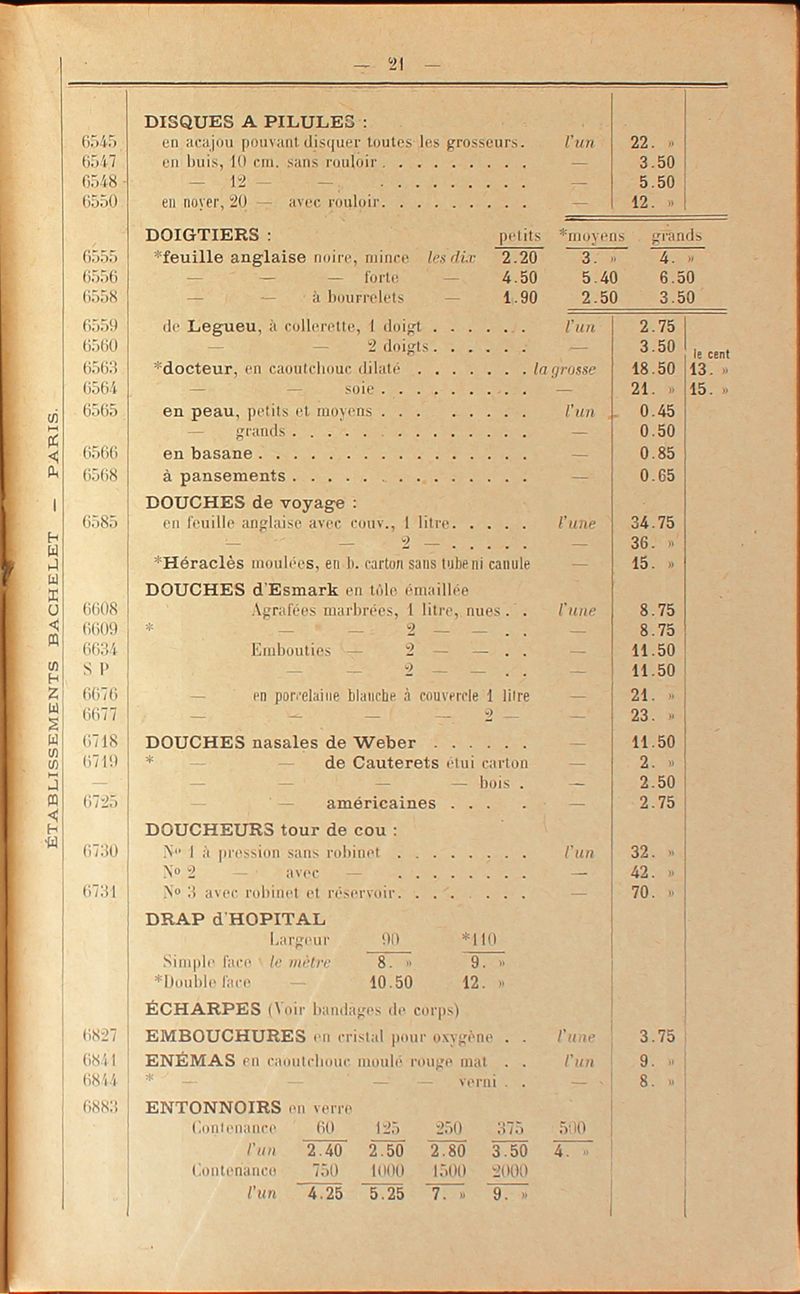 — 21 —
DISQUES A PILULES :
6545 en acajou pouvant disquer toutes les grosseurs. l'un 22. »
6547 en buis, 10 cm. sans rouloir . . . . . . . . . . — 3.50
6548 — 12 — — . . . . . . . . . . — 5.50
6550 en noyer, 20 — avec rouloir. . . . . . . . . . — 12. »
DOIGTIERS : petits *moyens grands
6555 *feuille anglaise noire, mince les dix 2.20 3. » 4. »
6556 — — — forte — 4.50 5.40 6.50
6558 — — à bourrelets — 1.90 2.50 3.50
6559 de Legueu, à collerette, 1 doigt . . . . . . l'un 2.75
6560 — — 2 doigts. . . . . . — 3.50 le cent
6563 *docteur, en caoutchouc dilaté . . . . . . . . la grosse 18.50 13. »
6564 — — soie . . . . . . . . . . — 21. » 15. »
6565 en peau, petits et moyens . . . . . . . . . l'un 0.45
— grands . . . . . . . . . . . . . — 0.50
6566 en basane . . . . . . . . . . . . . . . . — 0.85
6568 à pansements . . . . . . . . . . . . . . — 0.65
DOUCHES de voyage :
6585 en feuille anglaise avec couv., 1 litre. . . . . . l'une 34.75
— — 2 — . . . . . — 36. »
*Héraclès moulées, en b. carton sans tube ni canule — 15. »
DOUCHES d'Esmark en tôle émaillée
6608 Agrafées marbrées, 1 litre, nues . . l'une 8.75
6609 * — — 2 — — . . — 8.75
6634 Embouties — 2 — — . . — 11.50
S P — — 2 — — . . — 11.50
6676 — en porcelaine blanche à couvercle 1 litre — 21. »
6677 — — — — 2 — — 23. »
6718 DOUCHES nasales de Weber . . . . . . — 11.50
6719 * — — de Cauterets étui carton — 2. »
— — — — — bois . — 2.50
6725 — — américaines . . . . — 2.75
DOUCHEURS tour de cou :
6730 No 1 à pression sans robinet . . . . . . . . l'un 32. »
No 2 — avec — . . . . . . . . — 42. »
6731 No 3 avec robinet et réservoir. . . . . . . . — 70. »
DRAP d'HOPITAL
Largeur 90 *110
Simple face le mètre 8. » 9. »
*Double face — 10.50 12. »
ÉCHARPES (Voir bandages de corps)
6827 EMBOUCHURES en cristal pour oxygène . . l'une 3.75
6841 ENÉMAS en caoutchouc moulé rouge mat . . l'un 9. »
6844 * — — — — verni . . — 8. »
6883 ENTONNOIRS en verre
Contenance 60 125 250 375 500
l'un 2.40 2.50 2.80 3.50 4. »
Contenance 750 1000 1500 2000
l'un 4.25 5.25 7. » 9. »
ÉTABLISSEMENTS BACHELET — PARIS.